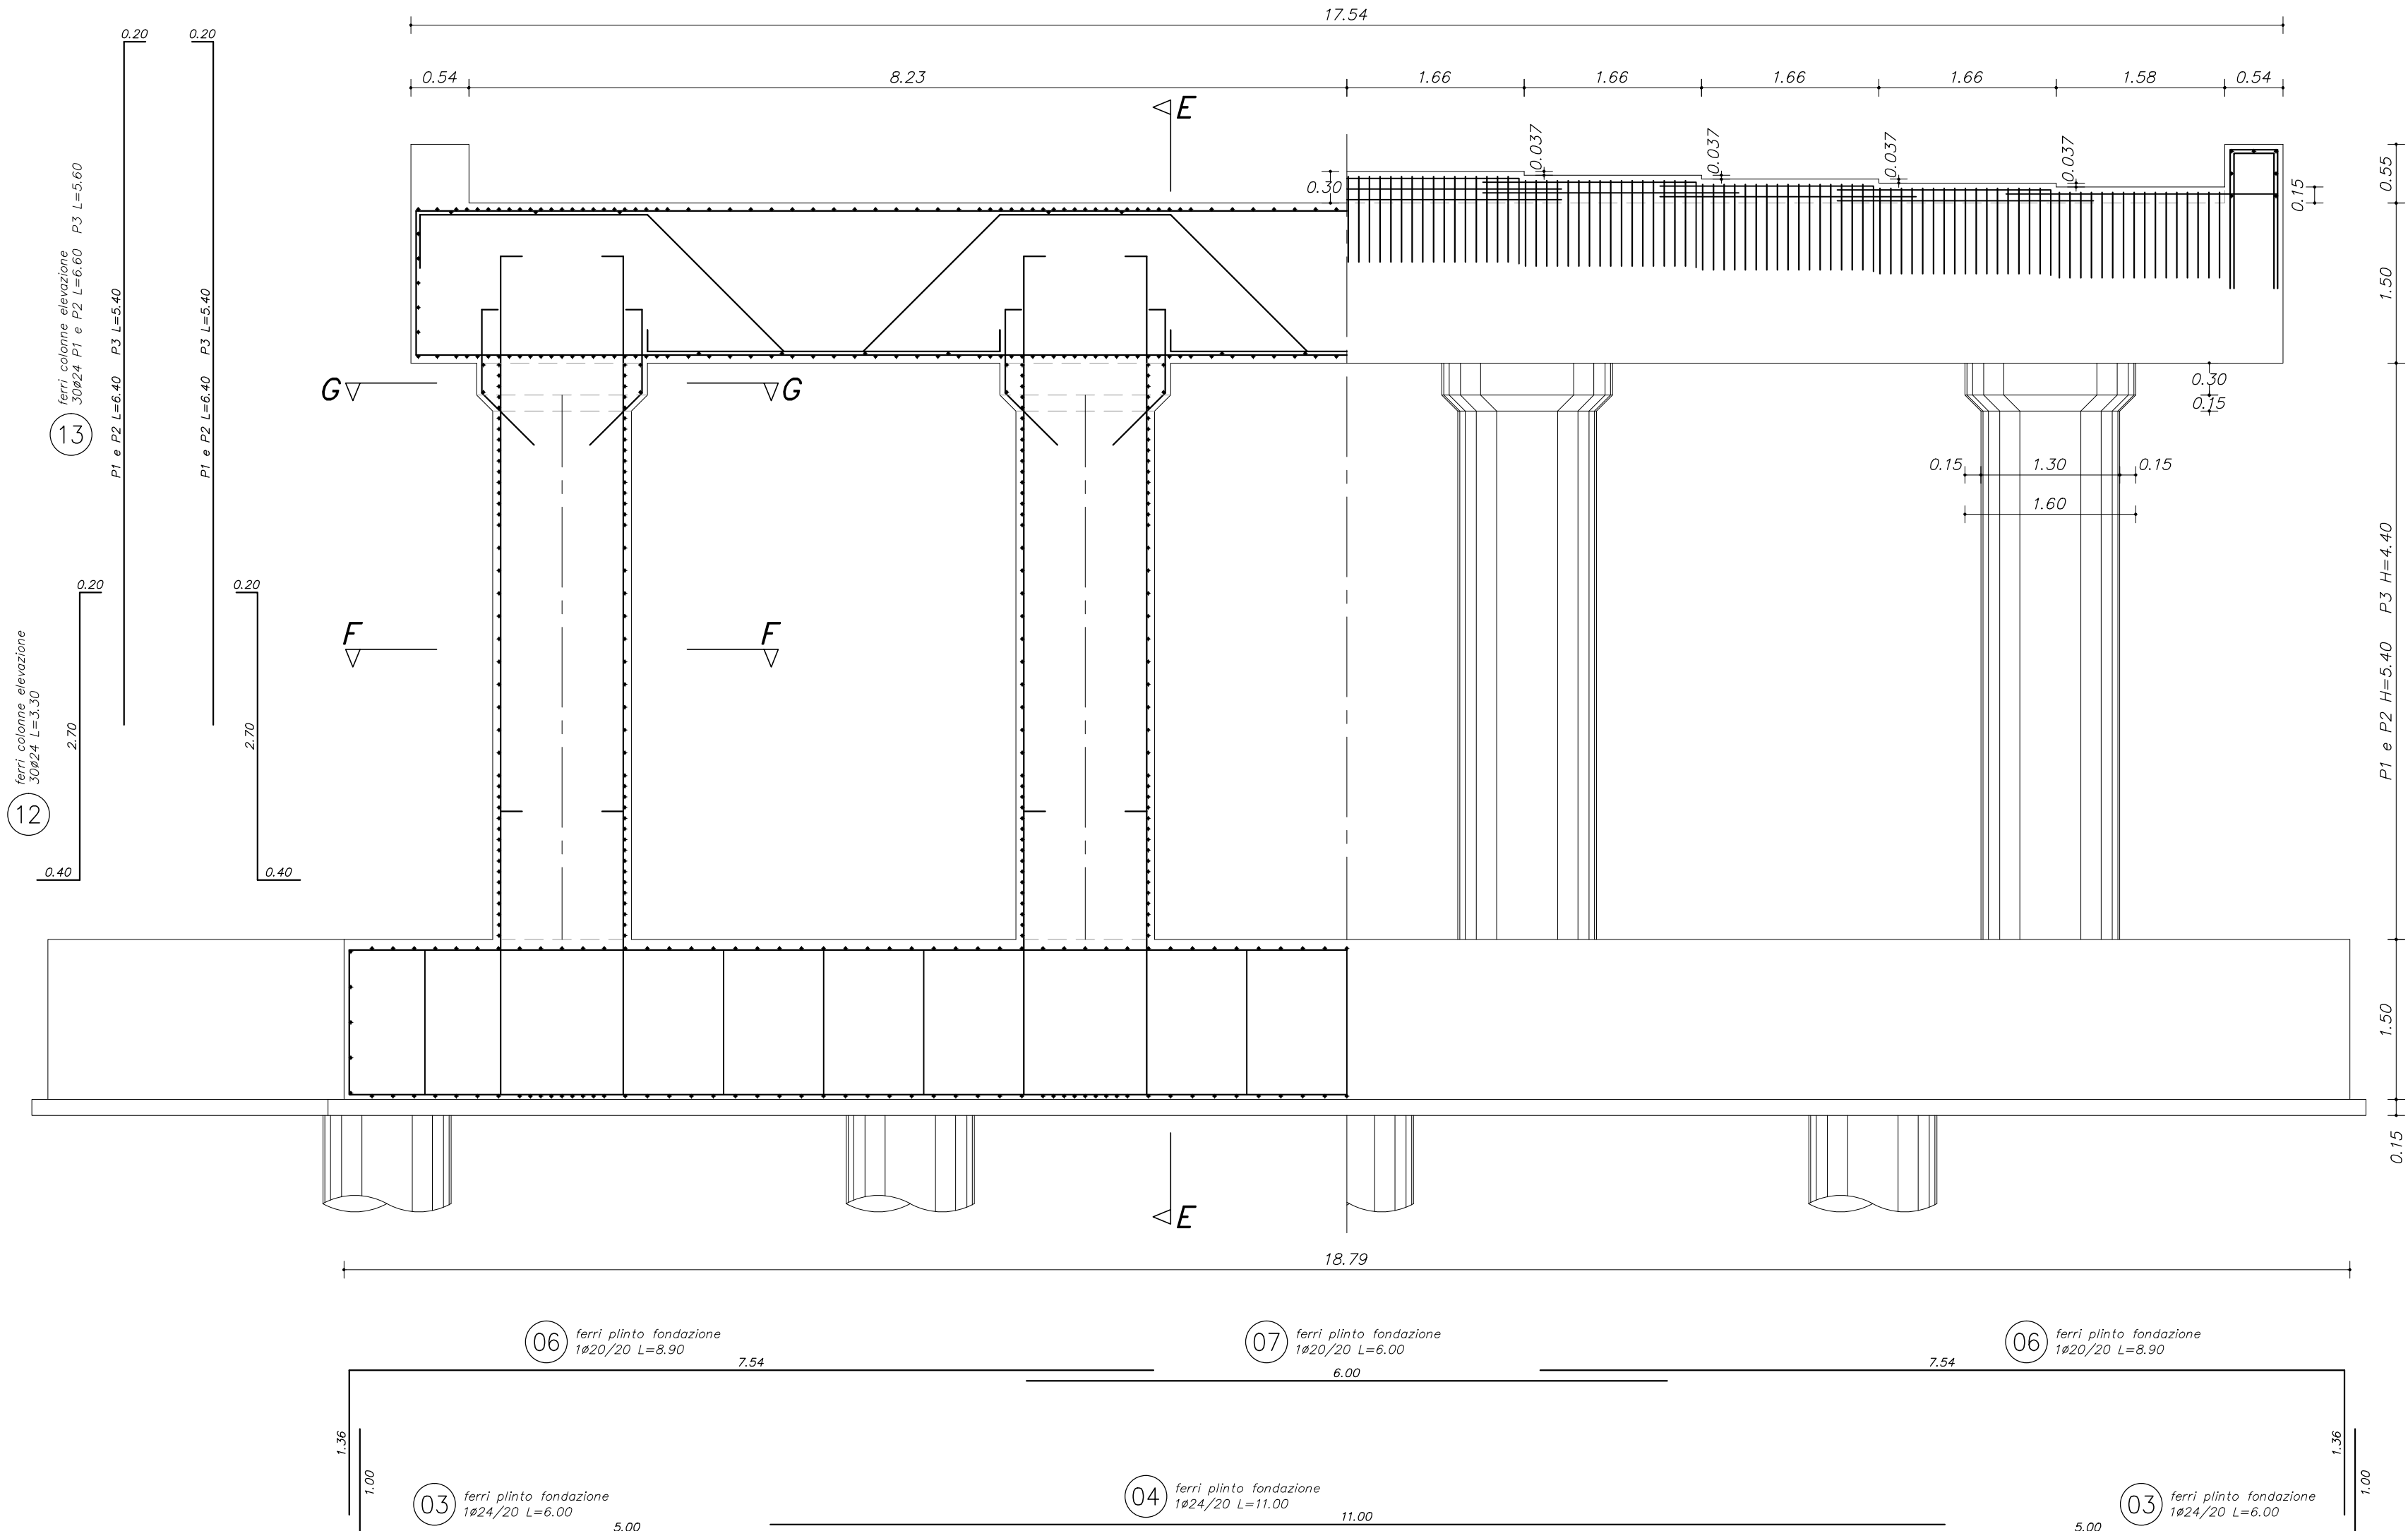 17.54
0.54
8.23
1.66
1.66
1.66
1.66
1.58
0.54
0.20
0.20
E
0.037
0.037
0.037
0.037
0.30
0.15
0.55
1.50
13
ferri colonne elevazione
30ø24 P1 e P2 L=6.60 P3 L=5.60
P1 e P2 L=6.40 P3 L=5.40
P1 e P2 L=6.40 P3 L=5.40
G
G
0.30
0.15
0.15
1.30
0.15
1.60
P1 e P2 H=5.40 P3 H=4.40
0.20
0.20
12
ferri colonne elevazione
30ø24 L=3.30
2.70
2.70
F
F
0.40
0.40
1.50
0.15
E
18.79
06
ferri plinto fondazione
1ø20/20 L=8.90
7.54
07
ferri plinto fondazione
1ø20/20 L=6.00
6.00
06
ferri plinto fondazione
1ø20/20 L=8.90
7.54
1.36
1.00
1.36
1.00
03
ferri plinto fondazione
1ø24/20 L=6.00
5.00
04
ferri plinto fondazione
1ø24/20 L=11.00
11.00
03
ferri plinto fondazione
1ø24/20 L=6.00
5.00